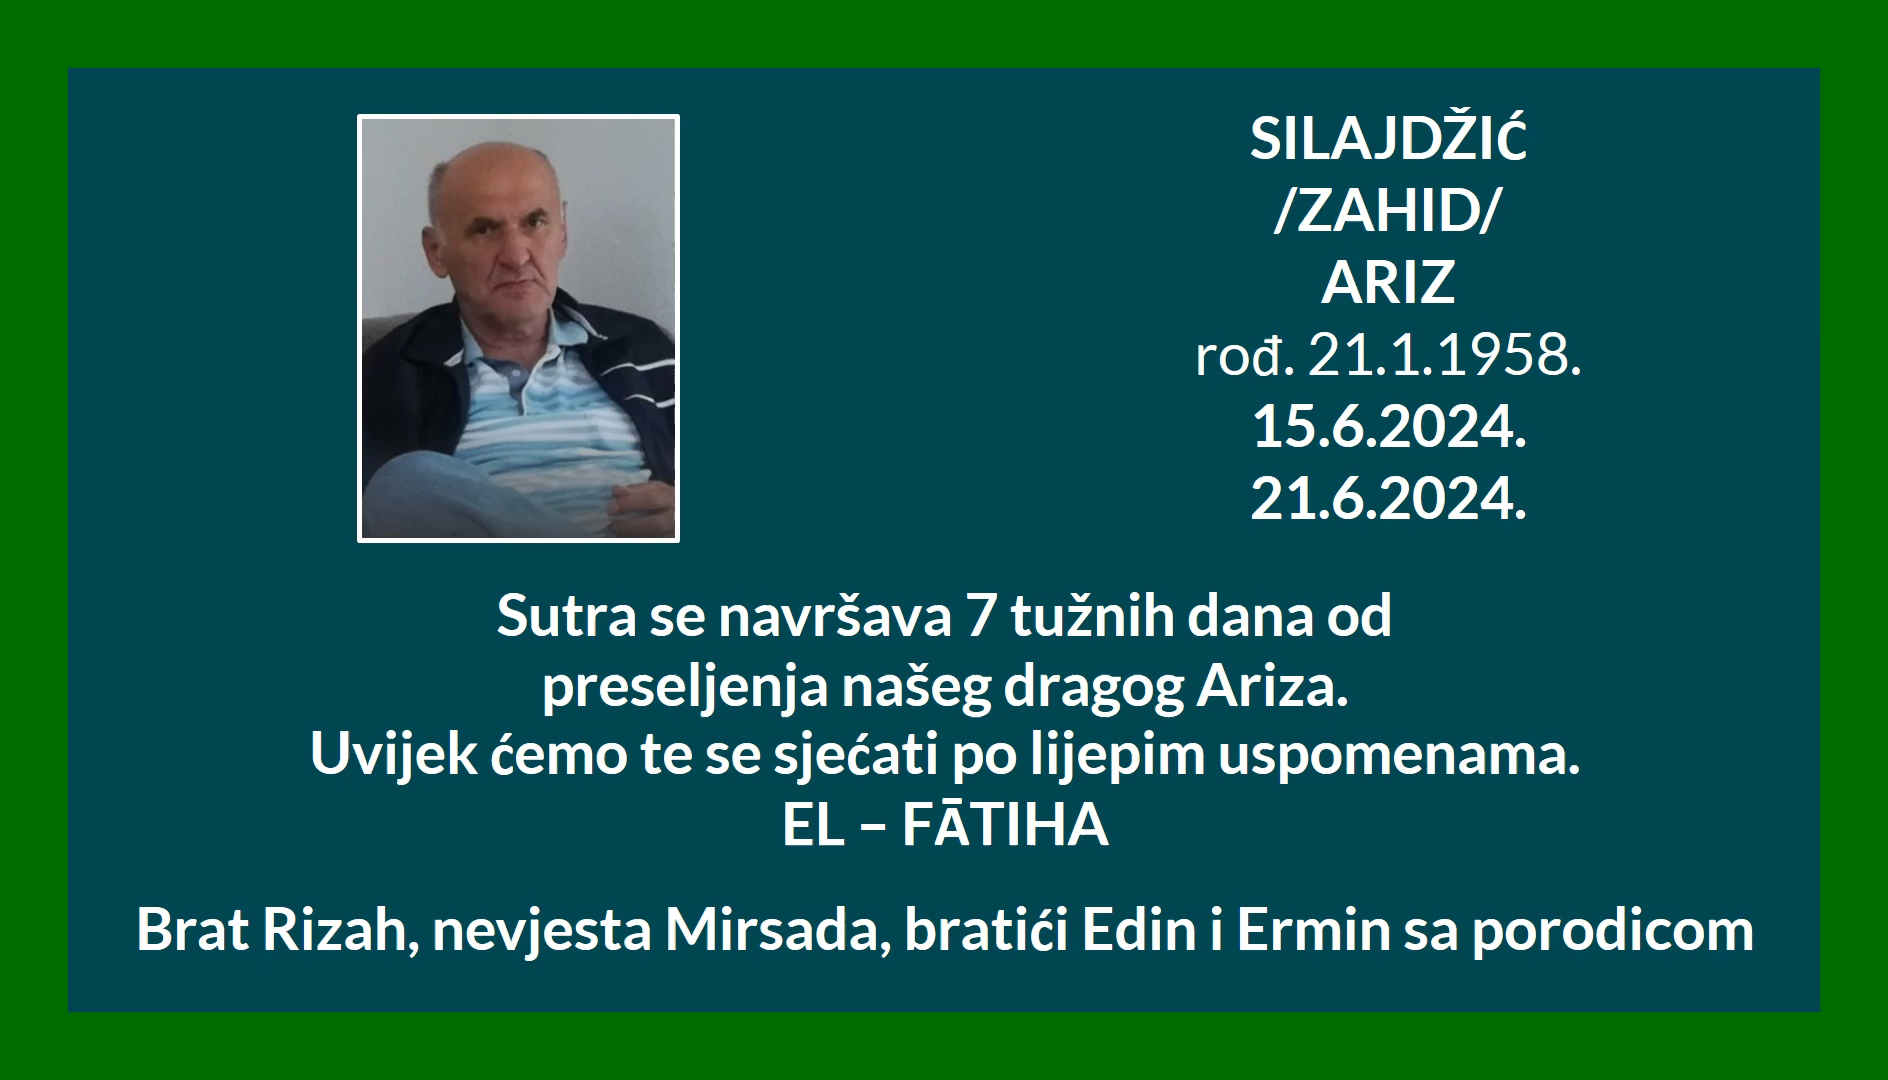 SILAJDŽIĆ
/ZAHID/
ARIZ
rođ. 21.1.1958.
15.6.2024.
21.6.2024.
Sutra se navršava 7 tužnih dana od
preseljenja našeg dragog Ariza.
Uvijek ćemo te se sjećati po lijepim uspomenama.
EL – FĀTIHA
Brat Rizah, nevjesta Mirsada, bratići Edin i Ermin sa porodicom